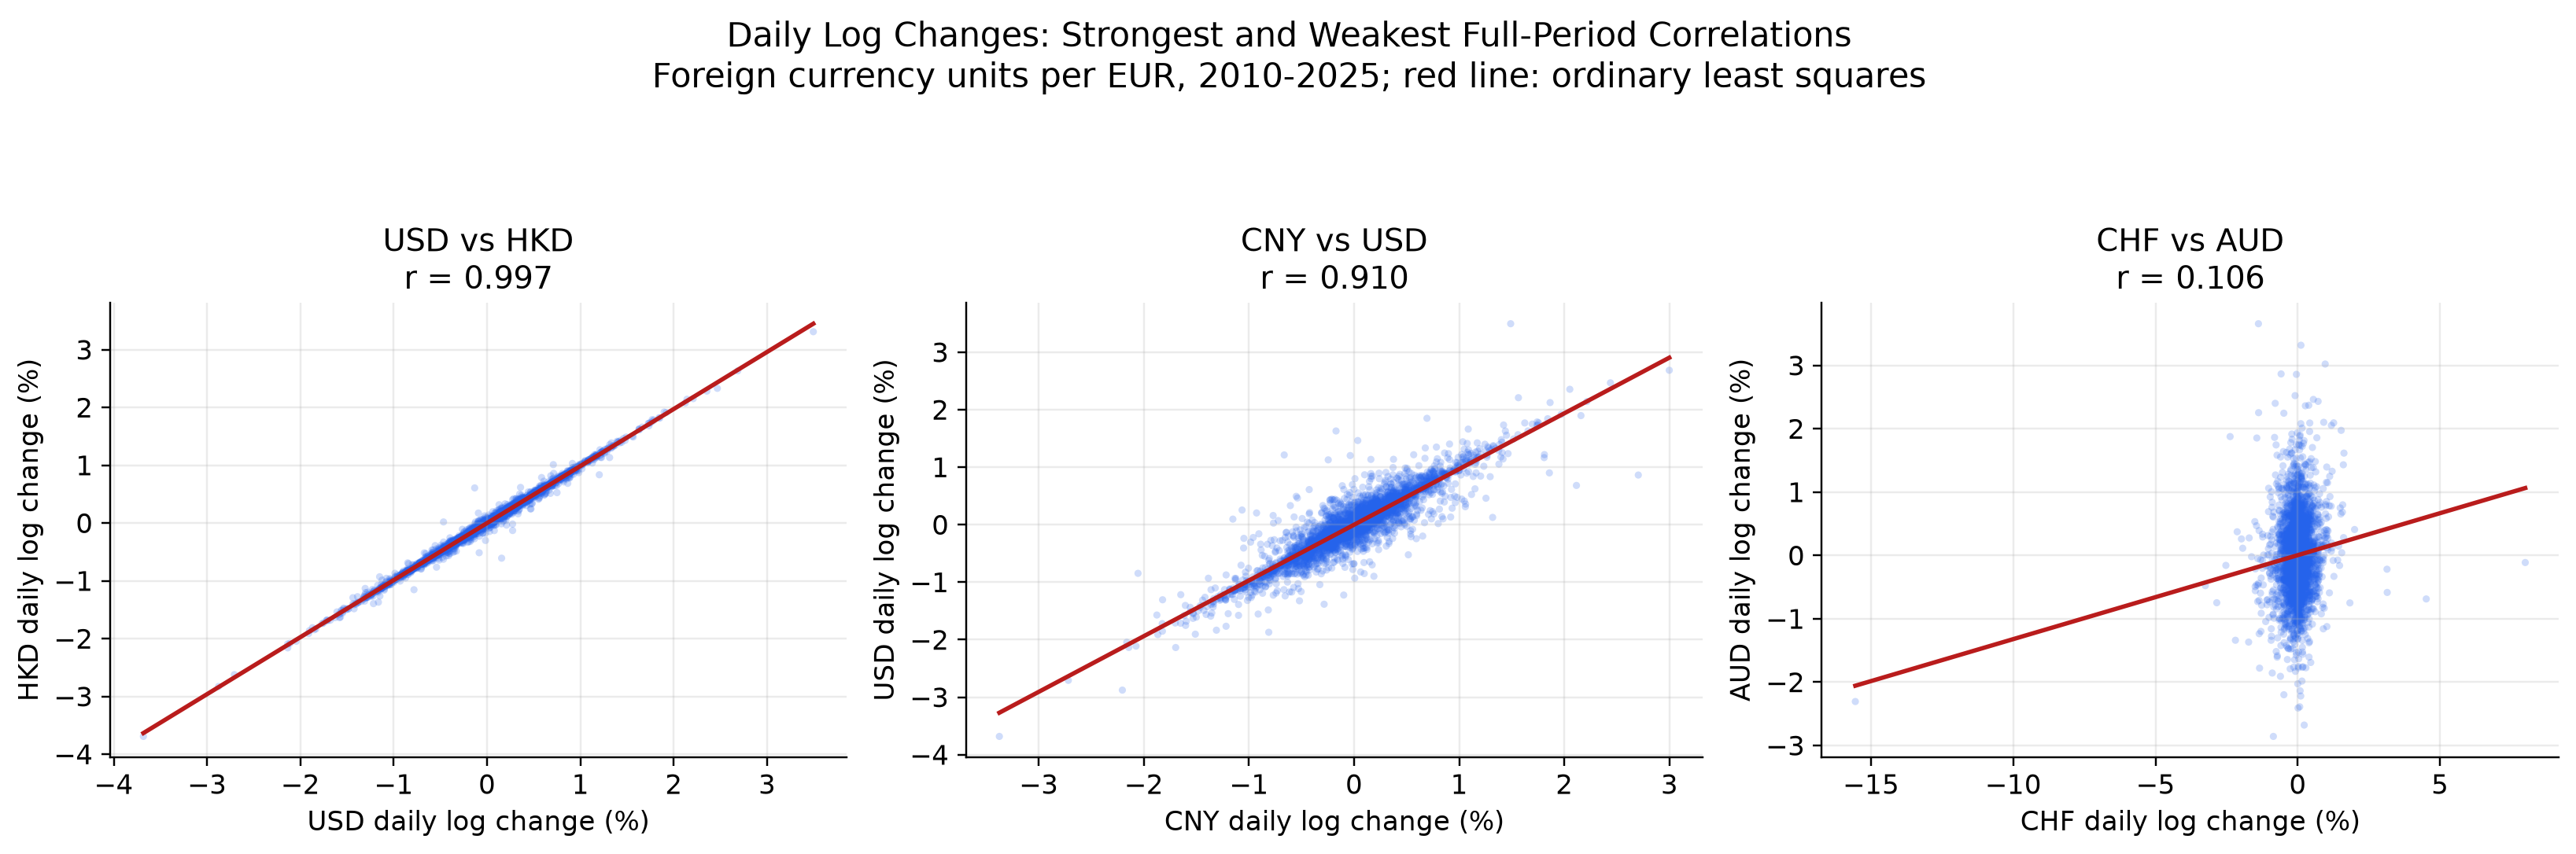 Daily Log Changes: Strongest and Weakest Full-Period Correlations
Foreign currency units per EUR, 2010-2025; red line: ordinary least squares
USD vs HKD
r = 0.997
HKD daily log change (%)
3
2
1
0
−1
−2
−3
−4
−4 −3 −2 −1 0 1 2 3
USD daily log change (%)
CNY vs USD
r = 0.910
USD daily log change (%)
3
2
1
0
−1
−2
−3
−4
−3 −2 −1 0 1 2 3
CNY daily log change (%)
CHF vs AUD
r = 0.106
AUD daily log change (%)
3
2
1
0
−1
−2
−3
−15 −10 −5 0 5
CHF daily log change (%)